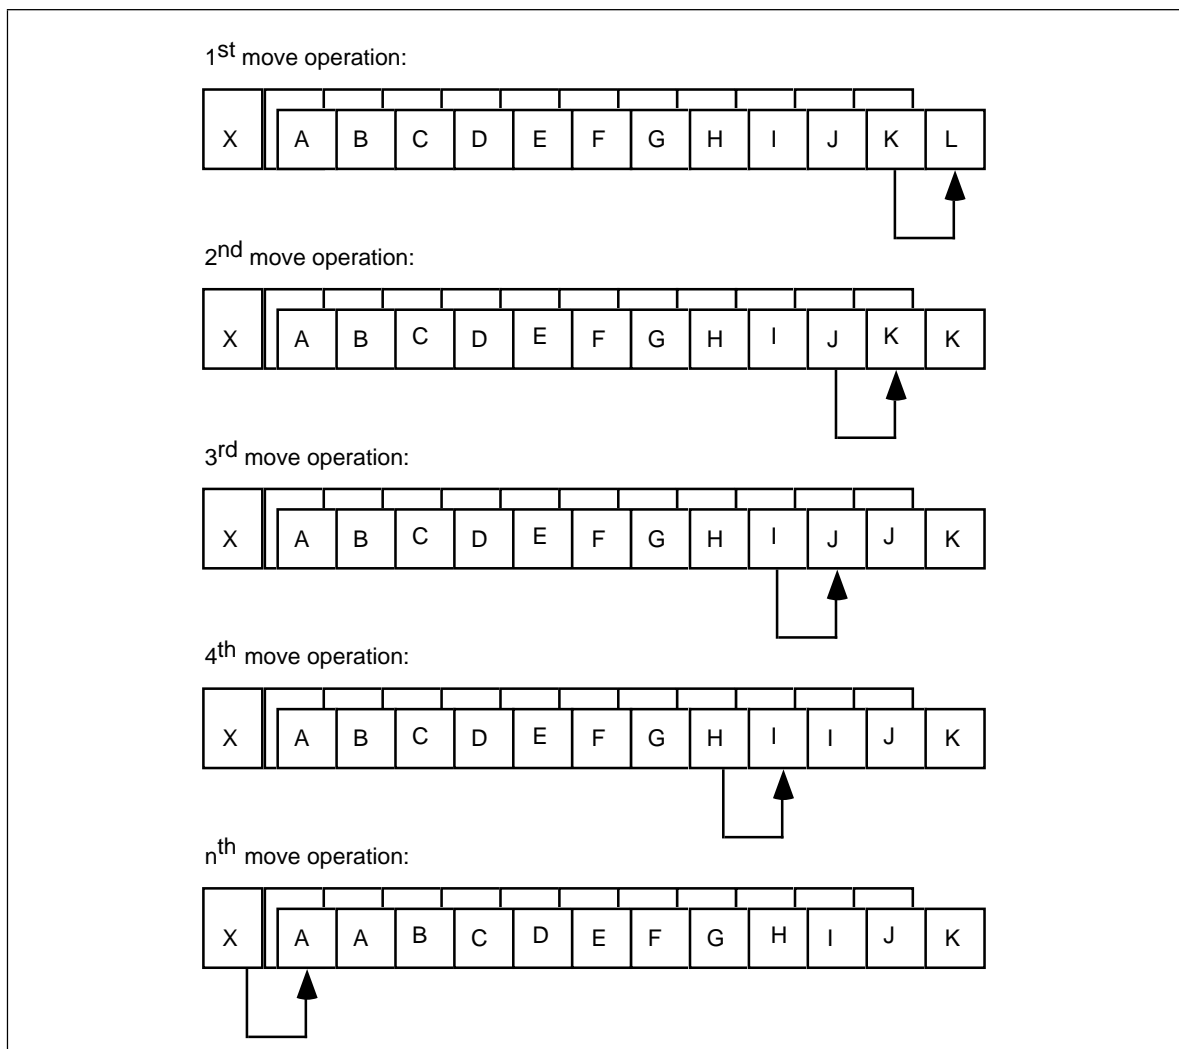 1st move operation:
X A B C D E F G H I J K L
2nd move operation:
X A B C D E F G H I J K K
3rd move operation:
X A B C D E F G H I J J K
4th move operation:
X A B C D E F G H I I J K
nth move operation:
X A A B C D E F G H I J K